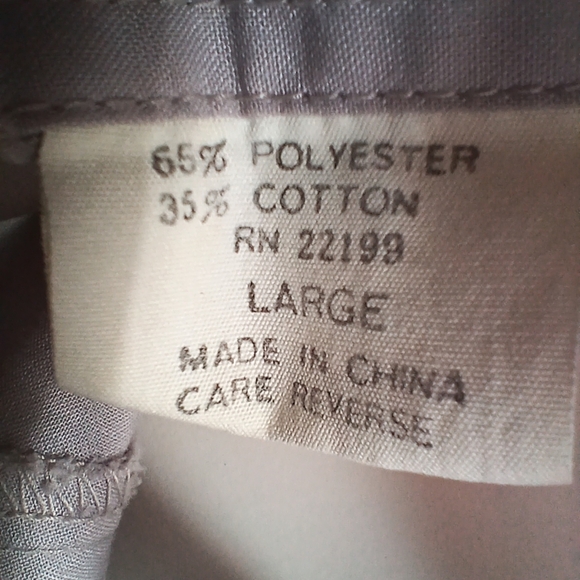 65% POLYESTER
35% COTTON
RN 22199
LARGE
MADE IN CHINA
CARE REVERSE